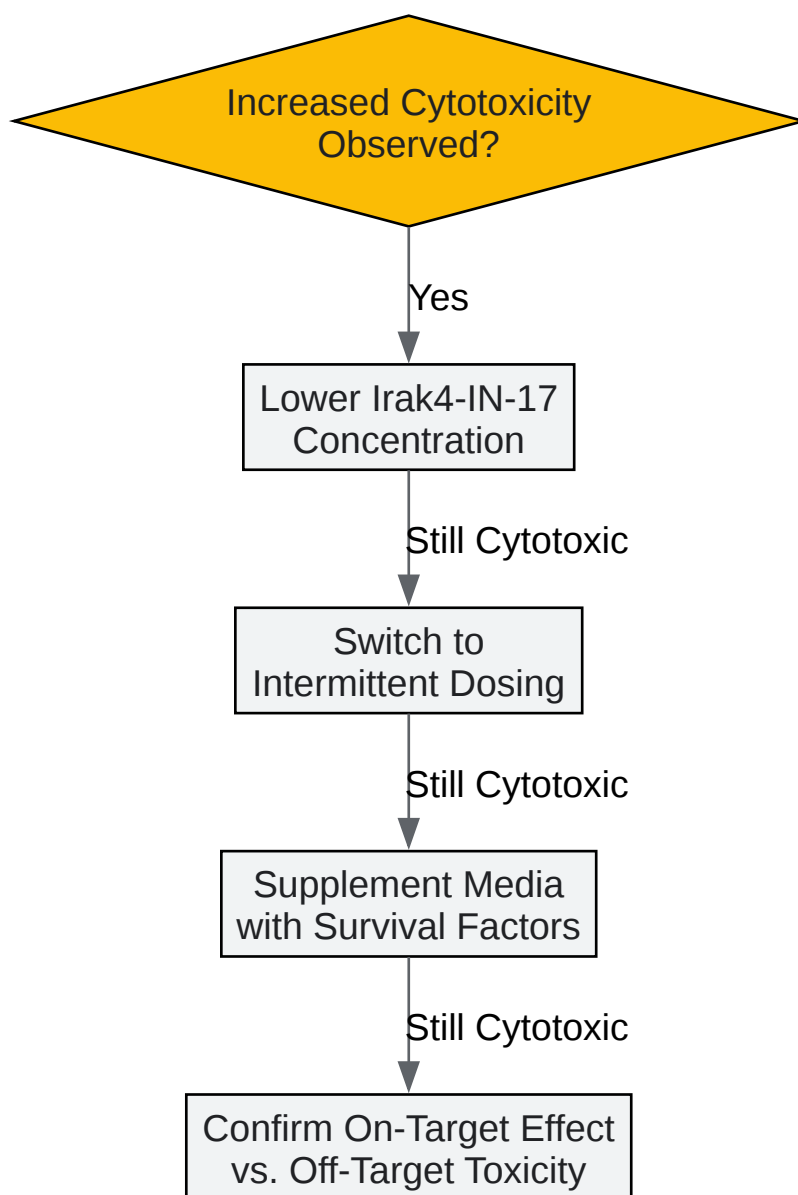 Increased Cytotoxicity
Observed?
Yes
Lower Irak4-IN-17
Concentration
Still Cytotoxic
Switch to
Intermittent Dosing
Still Cytotoxic
Supplement Media
with Survival Factors
Still Cytotoxic
Confirm On-Target Effect
vs. Off-Target Toxicity